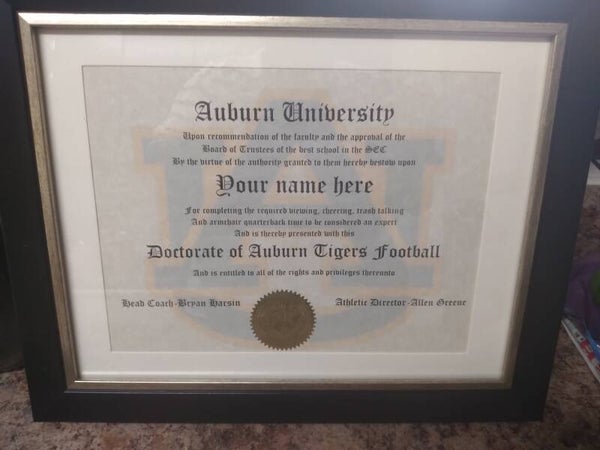 Auburn University
Upon recommendation of the faculty and the approval of the
Board of Trustees of the best school in the SEC
By the virtue of the authority granted to them hereby bestow upon
Your name here
For completing the required viewing, cheering, trash talking
And armchair quarterback time to be considered an expert
And is thereby presented with this
Doctorate of Auburn Tigers Football
And is entitled to all of the rights and privileges thereunto
Head Coach-Bryan Harsin Athletic Director-Allen Greene